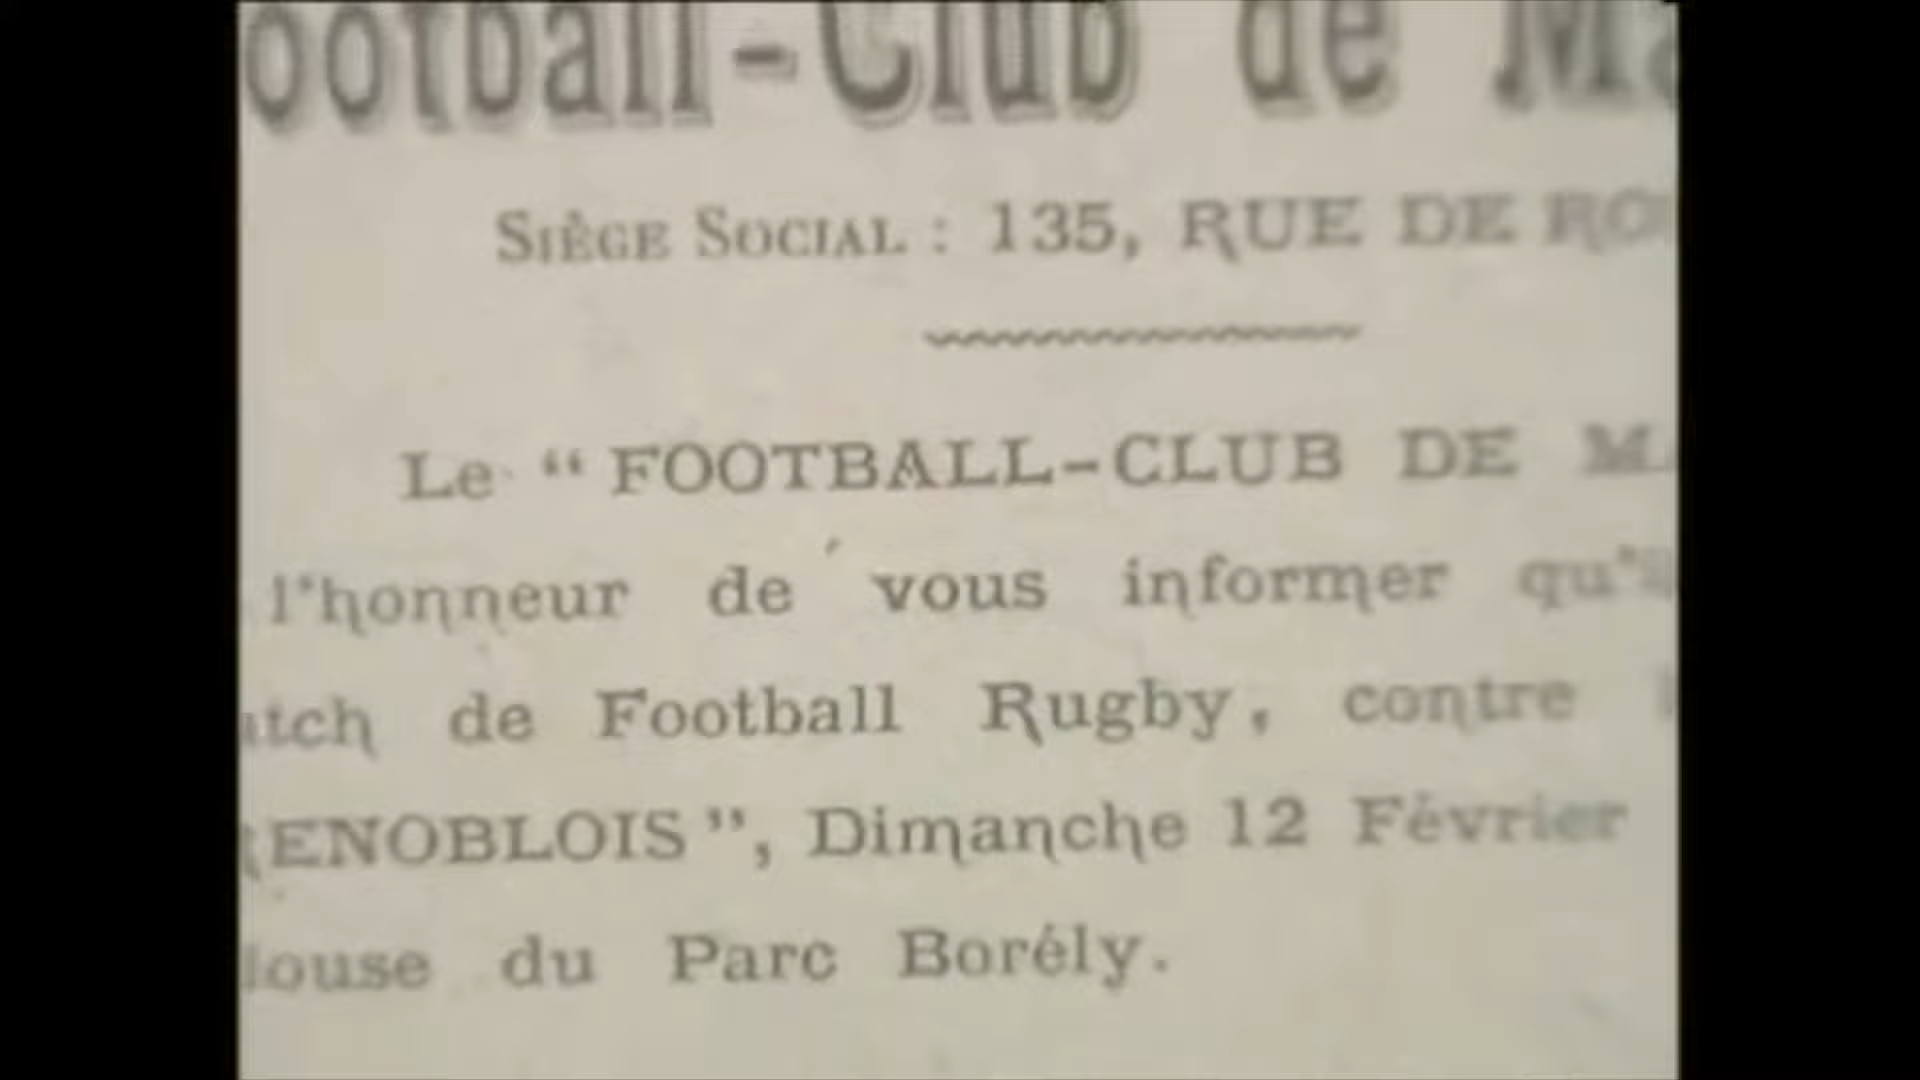 ootball-Club de Ma
SIÈGE SOCIAL : 135, RUE DE RO
Le “ FOOTBALL-CLUB DE M
l'honneur de vous informer qu'i
tch de Football Rugby, contre
ENOBLOIS ”, Dimanche 12 Février
louse du Parc Borély.